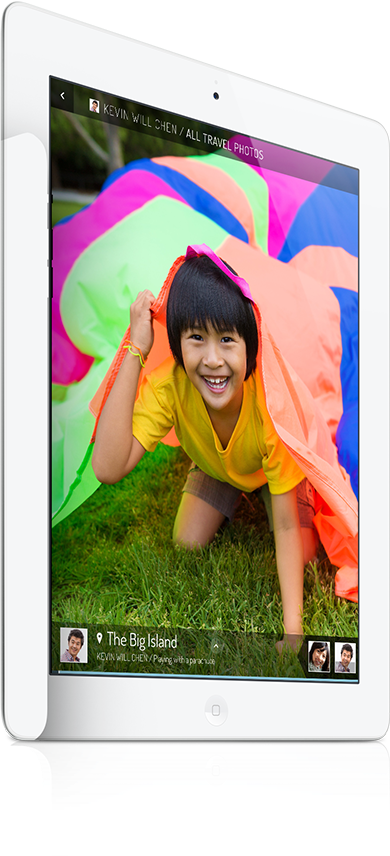 KEVIN WILL CHEN / ALL TRAVEL PHOTOS
The Big Island
KEVIN WILL CHEN / Playing with a parachute